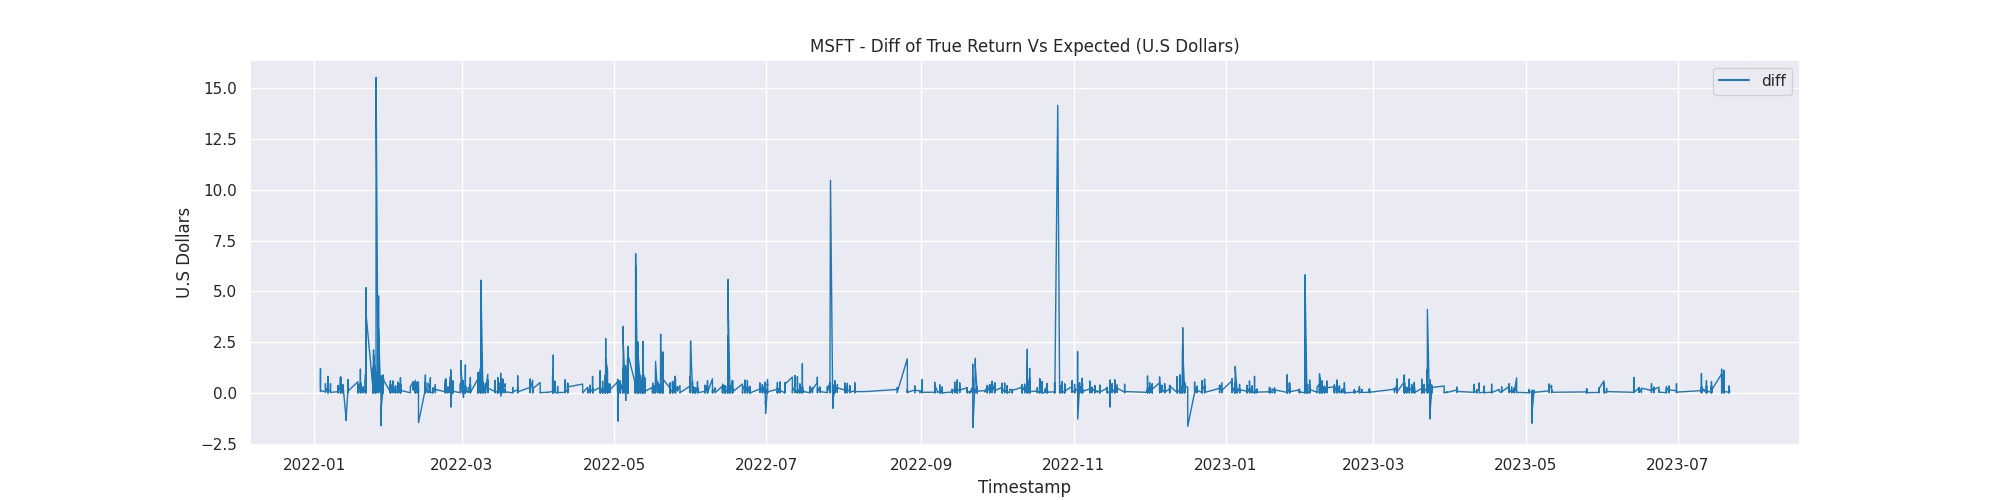 MSFT - Diff of True Return Vs Expected (U.S Dollars)
diff
U.S Dollars
15.0
12.5
10.0
7.5
5.0
2.5
0.0
−2.5
2022-01 2022-03 2022-05 2022-07 2022-09 2022-11 2023-01 2023-03 2023-05 2023-07
Timestamp